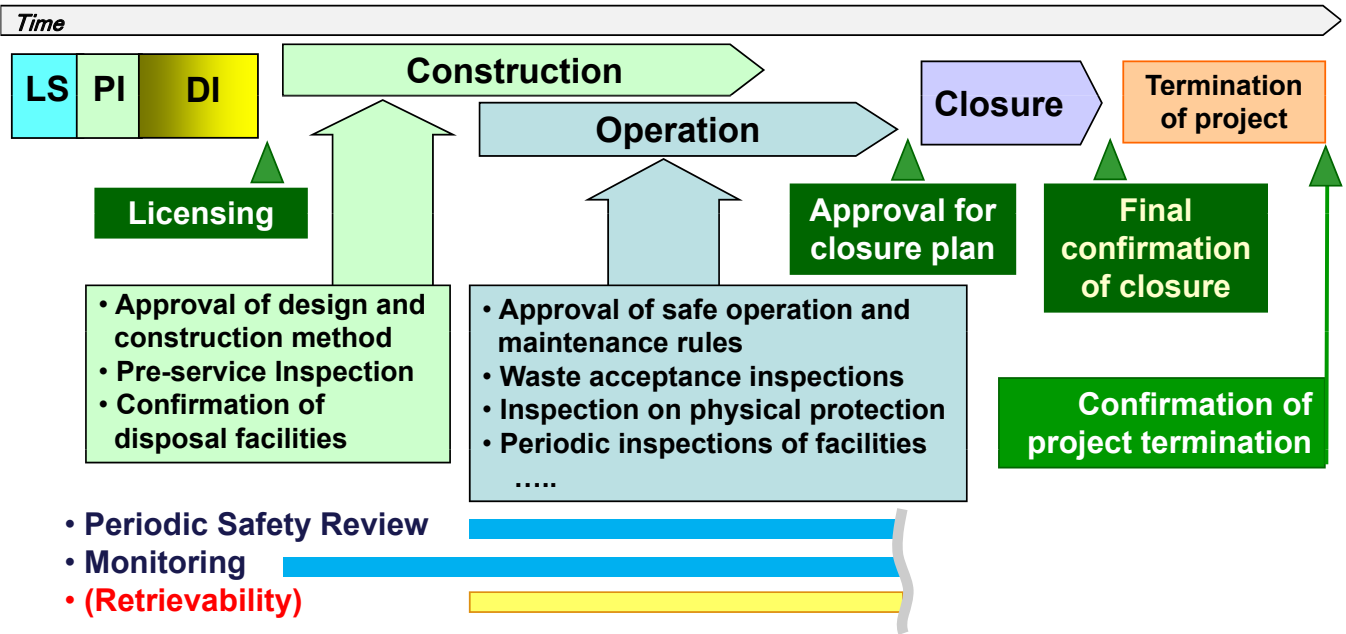 Time
LS PI DI
Construction
Operation
Closure
Termination
of project
Licensing
Approval for
closure plan
Final
confirmation
of closure
• Approval of design and
construction method
• Pre-service Inspection
• Confirmation of
disposal facilities
• Approval of safe operation and
maintenance rules
• Waste acceptance inspections
• Inspection on physical protection
• Periodic inspections of facilities
.....
Confirmation of
project termination
• Periodic Safety Review
• Monitoring
• (Retrievability)